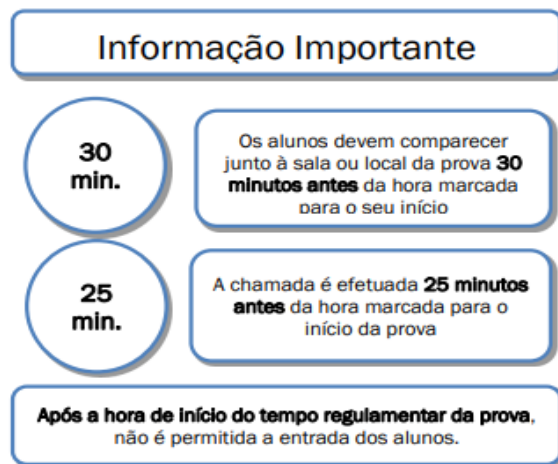 Informação Importante
30
min.
Os alunos devem comparecer
junto à sala ou local da prova 30
minutos antes da hora marcada
para o seu início
25
min.
A chamada é efetuada 25 minutos
antes da hora marcada para o
início da prova
Após a hora de início do tempo regulamentar da prova,
não é permitida a entrada dos alunos.